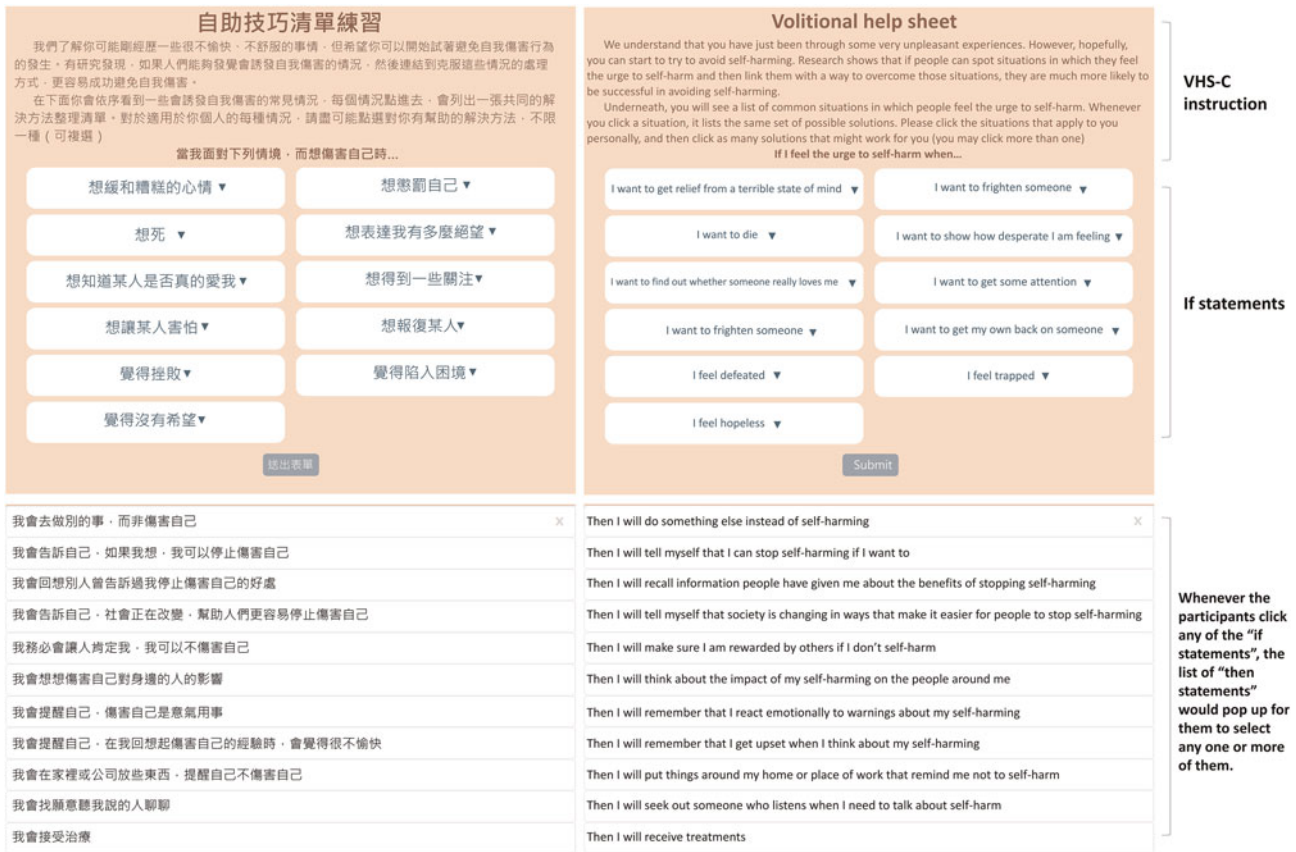 自助技巧清單練習
我們了解你可能剛經歷一些很不愉快、不舒服的事情，但希望你可以開始試著避免自我傷害行為
的發生。有研究發現，如果人們能夠發覺會誘發自我傷害的情況，然後連結到克服這些情況的處理
方式，更容易成功避免自我傷害。
在下面你會依序看到一些會誘發自我傷害的常見情況，每個情況點進去，會列出一張共同的解
決方法整理清單。對於適用於你個人的每種情況，請盡可能點選對你有幫助的解決方法，不限
一種（可複選）
當我面對下列情境，而想傷害自己時...
想緩和糟糕的心情 ▼
想懲罰自己 ▼
想死 ▼
想表達我有多麼絕望 ▼
想知道某人是否真的愛我 ▼
想得到一些關注▼
想讓某人害怕 ▼
想報復某人▼
覺得挫敗 ▼
覺得陷入困境 ▼
覺得沒有希望▼
送出表單
Volitional help sheet
We understand that you have just been through some very unpleasant experiences. However, hopefully,
you can start to try to avoid self-harming. Research shows that if people can spot situations in which they feel
the urge to self-harm and then link them with a way to overcome those situations, they are much more likely to
be successful in avoiding self-harming.
Underneath, you will see a list of common situations in which people feel the urge to self-harm. Whenever
you click a situation, it lists the same set of possible solutions. Please click the situations that apply to you
personally, and then click as many solutions that might work for you (you may click more than one)
If I feel the urge to self-harm when…
I want to get relief from a terrible state of mind ▼
I want to frighten someone ▼
I want to die ▼
I want to show how desperate I am feeling ▼
I want to find out whether someone really loves me ▼
I want to get some attention ▼
I want to frighten someone ▼
I want to get my own back on someone ▼
I feel defeated ▼
I feel trapped ▼
I feel hopeless ▼
Submit
VHS-C
instruction
If statements
我會去做別的事，而非傷害自己 X
我會告訴自己，如果我想，我可以停止傷害自己
我會回想別人曾告訴過我停止傷害自己的好處
我會告訴自己，社會正在改變，幫助人們更容易停止傷害自己
我務必會讓人肯定我，我可以不傷害自己
我會想想傷害自己對身邊的人的影響
我會提醒自己，傷害自己是意氣用事
我會提醒自己，在我回想起傷害自己的經驗時，會覺得很不愉快
我會在家裡或公司放些東西，提醒自己不傷害自己
我會找願意聽我說的人聊聊
我會接受治療
Then I will do something else instead of self-harming X
Then I will tell myself that I can stop self-harming if I want to
Then I will recall information people have given me about the benefits of stopping self-harming
Then I will tell myself that society is changing in ways that make it easier for people to stop self-harming
Then I will make sure I am rewarded by others if I don't self-harm
Then I will think about the impact of my self-harming on the people around me
Then I will remember that I react emotionally to warnings about my self-harming
Then I will remember that I get upset when I think about my self-harming
Then I will put things around my home or place of work that remind me not to self-harm
Then I will seek out someone who listens when I need to talk about self-harm
Then I will receive treatments
Whenever the
participants click
any of the “if
statements”, the
list of “then
statements”
would pop up for
them to select
any one or more
of them.